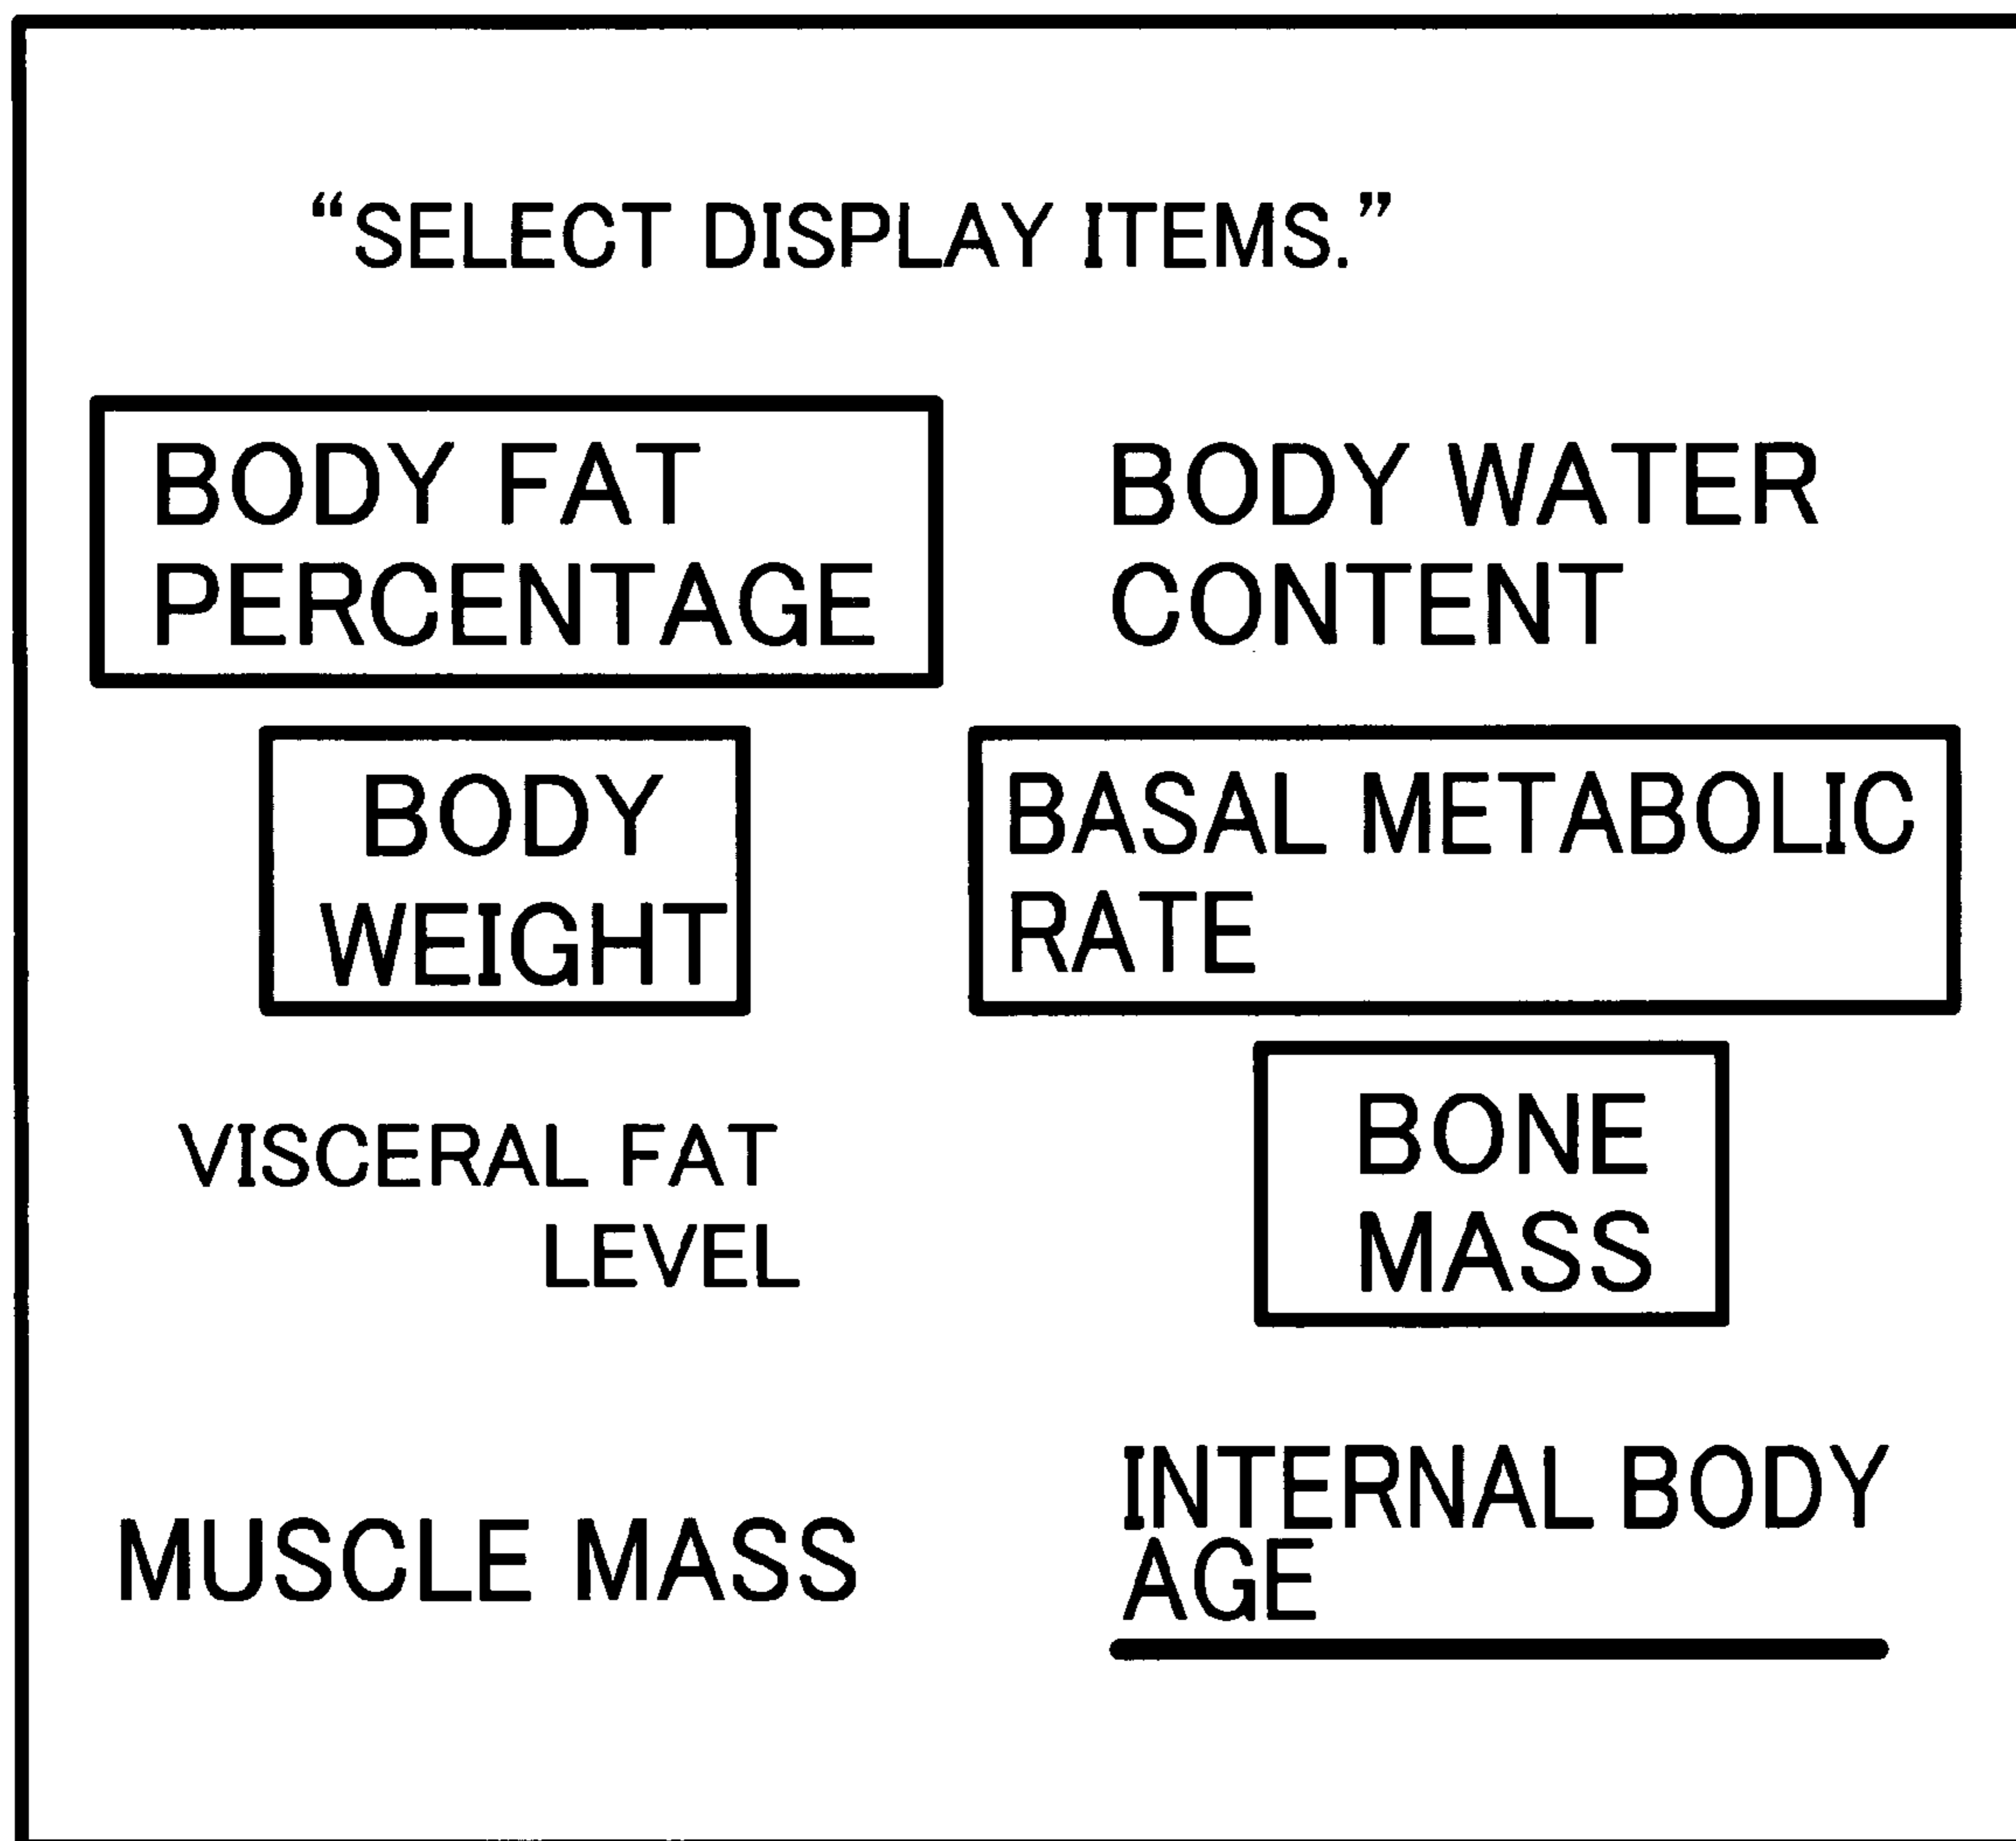 “SELECT DISPLAY ITEMS.”
BODY FAT
PERCENTAGE
BODY WATER
CONTENT
BODY
WEIGHT
BASAL METABOLIC
RATE
VISCERAL FAT
LEVEL
BONE
MASS
MUSCLE MASS
INTERNAL BODY
AGE